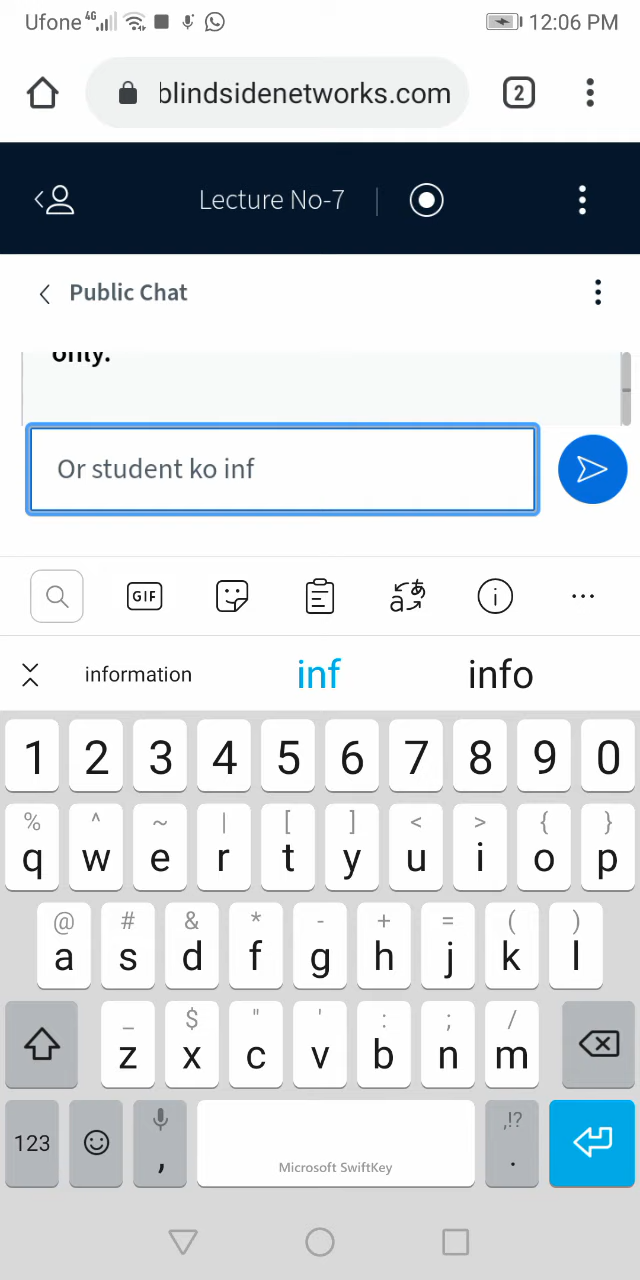 Ufone 4G 12:06 PM
blindsidenetworks.com 2
Lecture No-7
Public Chat
only.
Or student ko inf
GIF
information inf info
1 2 3 4 5 6 7 8 9 0
% ^ ~ | [ ] < > { }
q w e r t y u i o p
@ # & * - + = ( )
a s d f g h j k l
_ $ " ' : ; /
z x c v b n m
,!?
123 , Microsoft SwiftKey .